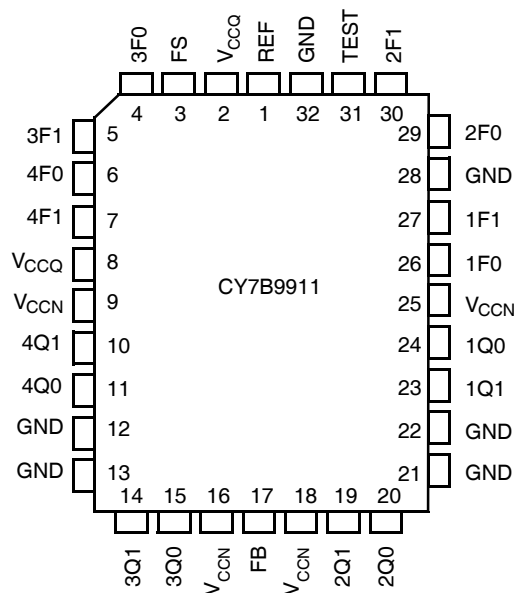 3F0 FS VCCQ REF GND TEST 2F1
4 3 2 1 32 31 30
3F1 5 29 2F0
4F0 6 28 GND
4F1 7 27 1F1
VCCQ 8 26 1F0
CY7B9911
VCCN 9 25 VCCN
4Q1 10 24 1Q0
4Q0 11 23 1Q1
GND 12 22 GND
GND 13 21 GND
14 15 16 17 18 19 20
3Q1 3Q0 VCCN FB VCCN 2Q1 2Q0